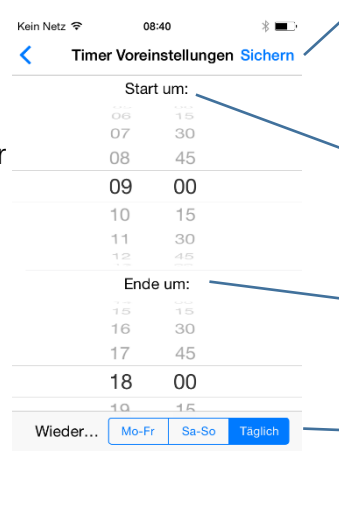 Kein Netz 08:40
Timer Voreinstellungen Sichern
Start um:
06 15
07 30
08 45
09 00
10 15
11 30
12 45
r
Ende um:
15 15
16 30
17 45
18 00
19 15
Wieder... Mo-Fr Sa-So Täglich